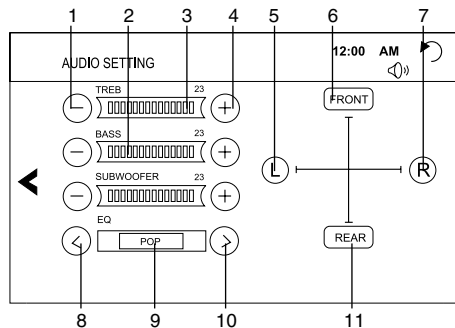 1 2 3 4 5 6 7
12:00 AM
AUDIO SETTING
TREB 23
FRONT
BASS 23
L R
SUBWOOFER 23
EQ
POP
REAR
8 9 10 11